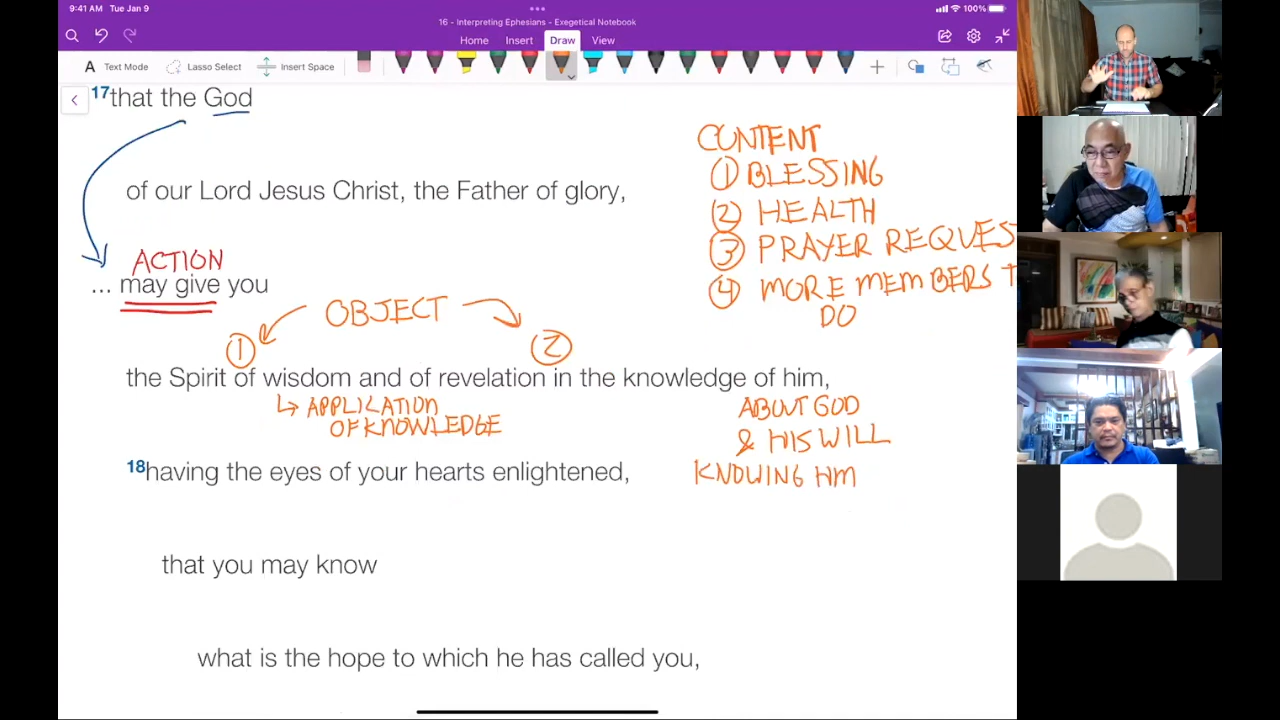 9:41 AM Tue Jan 9
100%
16 - Interpreting Ephesians - Exegetical Notebook
Home Insert Draw View
Text Mode Lasso Select Insert Space
17that the God
of our Lord Jesus Christ, the Father of glory,
ACTION
... may give you
OBJECT
1 2
the Spirit of wisdom and of revelation in the knowledge of him,
↳ APPLICATION
OF KNOWLEDGE
18having the eyes of your hearts enlightened,
that you may know
what is the hope to which he has called you,
CONTENT
1 BLESSING
2 HEALTH
3 PRAYER REQUES
4 MORE MEMBERS T
DO
ABOUT GOD
& HIS WILL
KNOWING HM